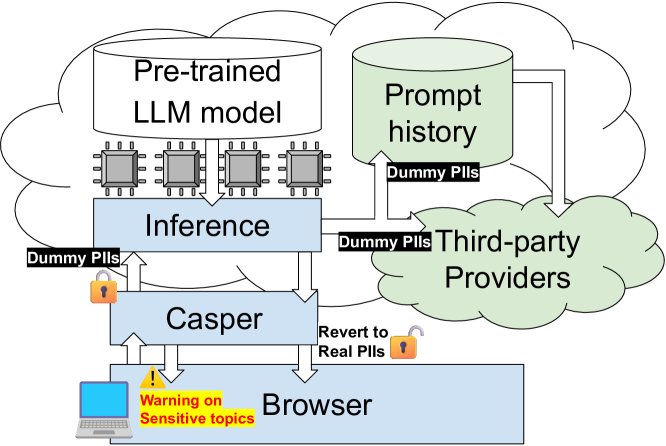 Pre-trained
LLM model
Prompt
history
Dummy PIIs
Inference
Dummy PIIs
Third-party
Providers
Dummy PIIs
Casper
Revert to
Real PIIs
Warning on
Sensitive topics
Browser